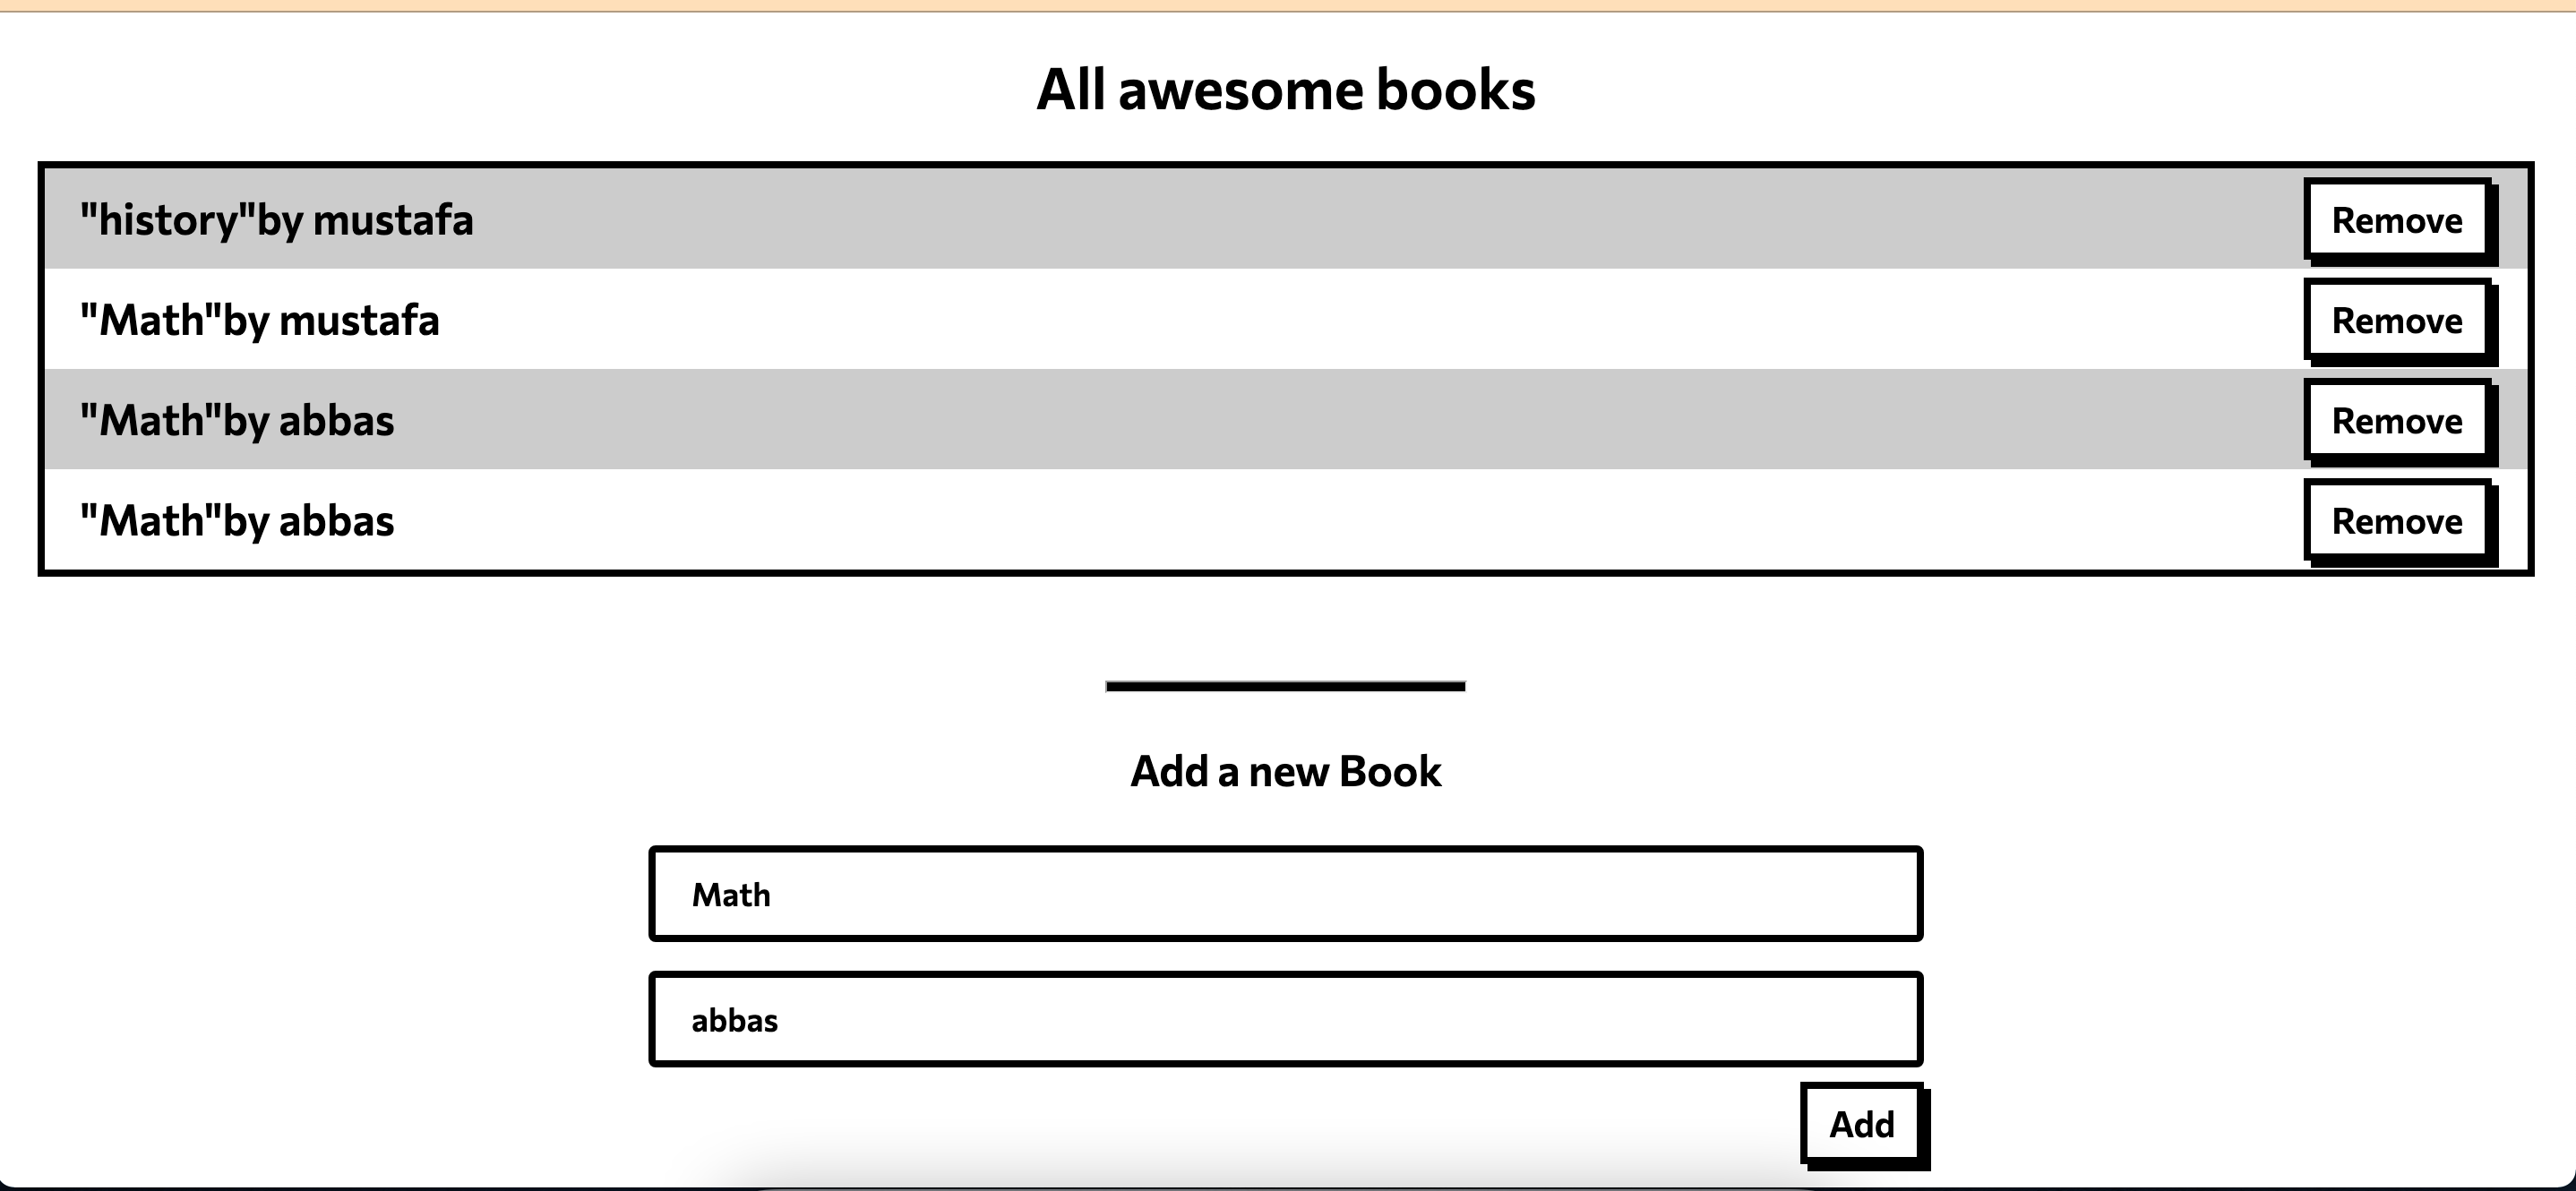 All awesome books
"history"by mustafa Remove
"Math"by mustafa Remove
"Math"by abbas Remove
"Math"by abbas Remove
Add a new Book
Math
abbas
Add